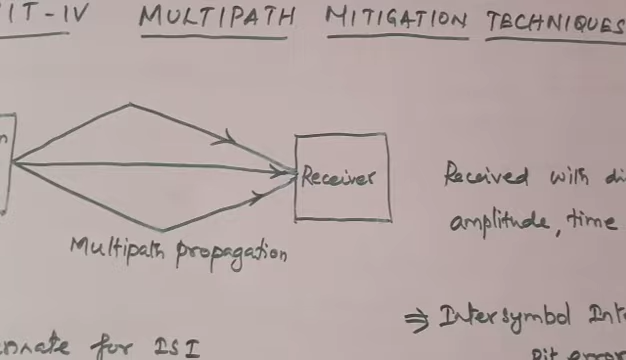 MULTIPATH MITIGATION TECHNIQUES
Receiver
Received with
amplitude, time
Multipath propagation
⇒ Intersymbol
for ISI